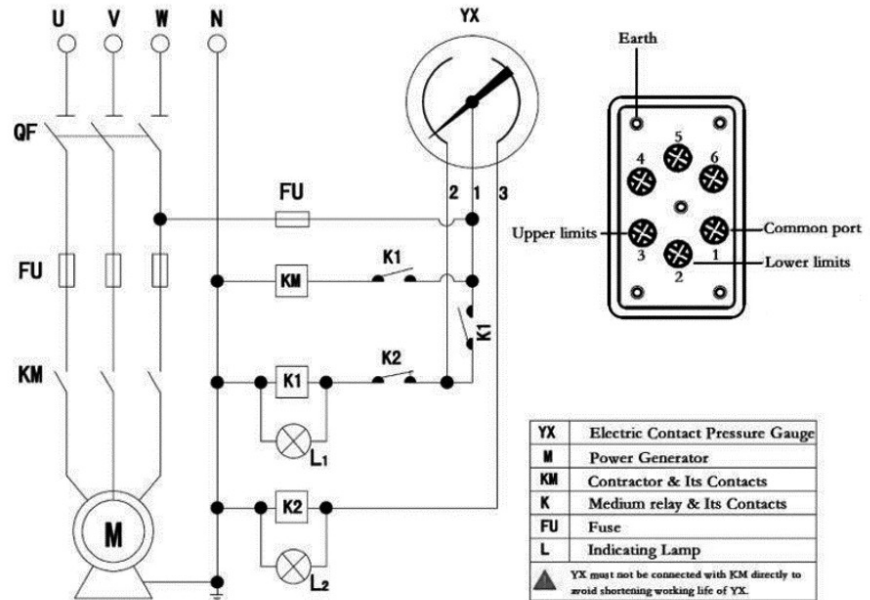 U V W N YX
Earth
QF
5
4 6
2 1 3
FU
Upper limits
Common port
3 1
K1
Lower limits
FU
KM
2
K1
KM
K2
K1
L1
YX Electric Contact Pressure Gauge
M Power Generator
KM Contractor & Its Contacts
K2
K Medium relay & Its Contacts
M
FU Fuse
L2
L Indicating Lamp
YX must not be connected with KM directly to
avoid shortening working life of YX.